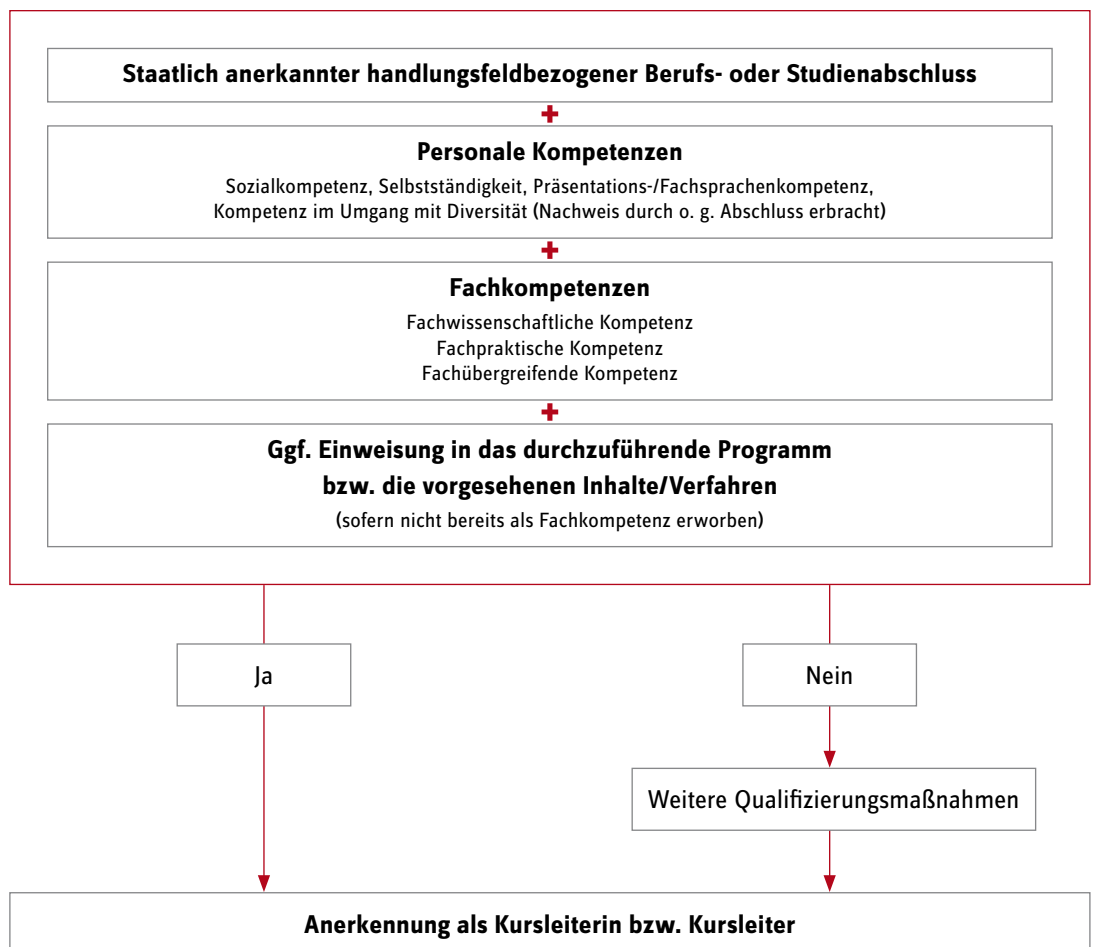 Staatlich anerkannter handlungsfeldbezogener Berufs- oder Studienabschluss
+
Personale Kompetenzen
Sozialkompetenz, Selbstständigkeit, Präsentations-/Fachsprachenkompetenz,
Kompetenz im Umgang mit Diversität (Nachweis durch o. g. Abschluss erbracht)
+
Fachkompetenzen
Fachwissenschaftliche Kompetenz
Fachpraktische Kompetenz
Fachübergreifende Kompetenz
+
Ggf. Einweisung in das durchzuführende Programm
bzw. die vorgesehenen Inhalte/Verfahren
(sofern nicht bereits als Fachkompetenz erworben)
Ja
Nein
Weitere Qualifizierungsmaßnahmen
Anerkennung als Kursleiterin bzw. Kursleiter